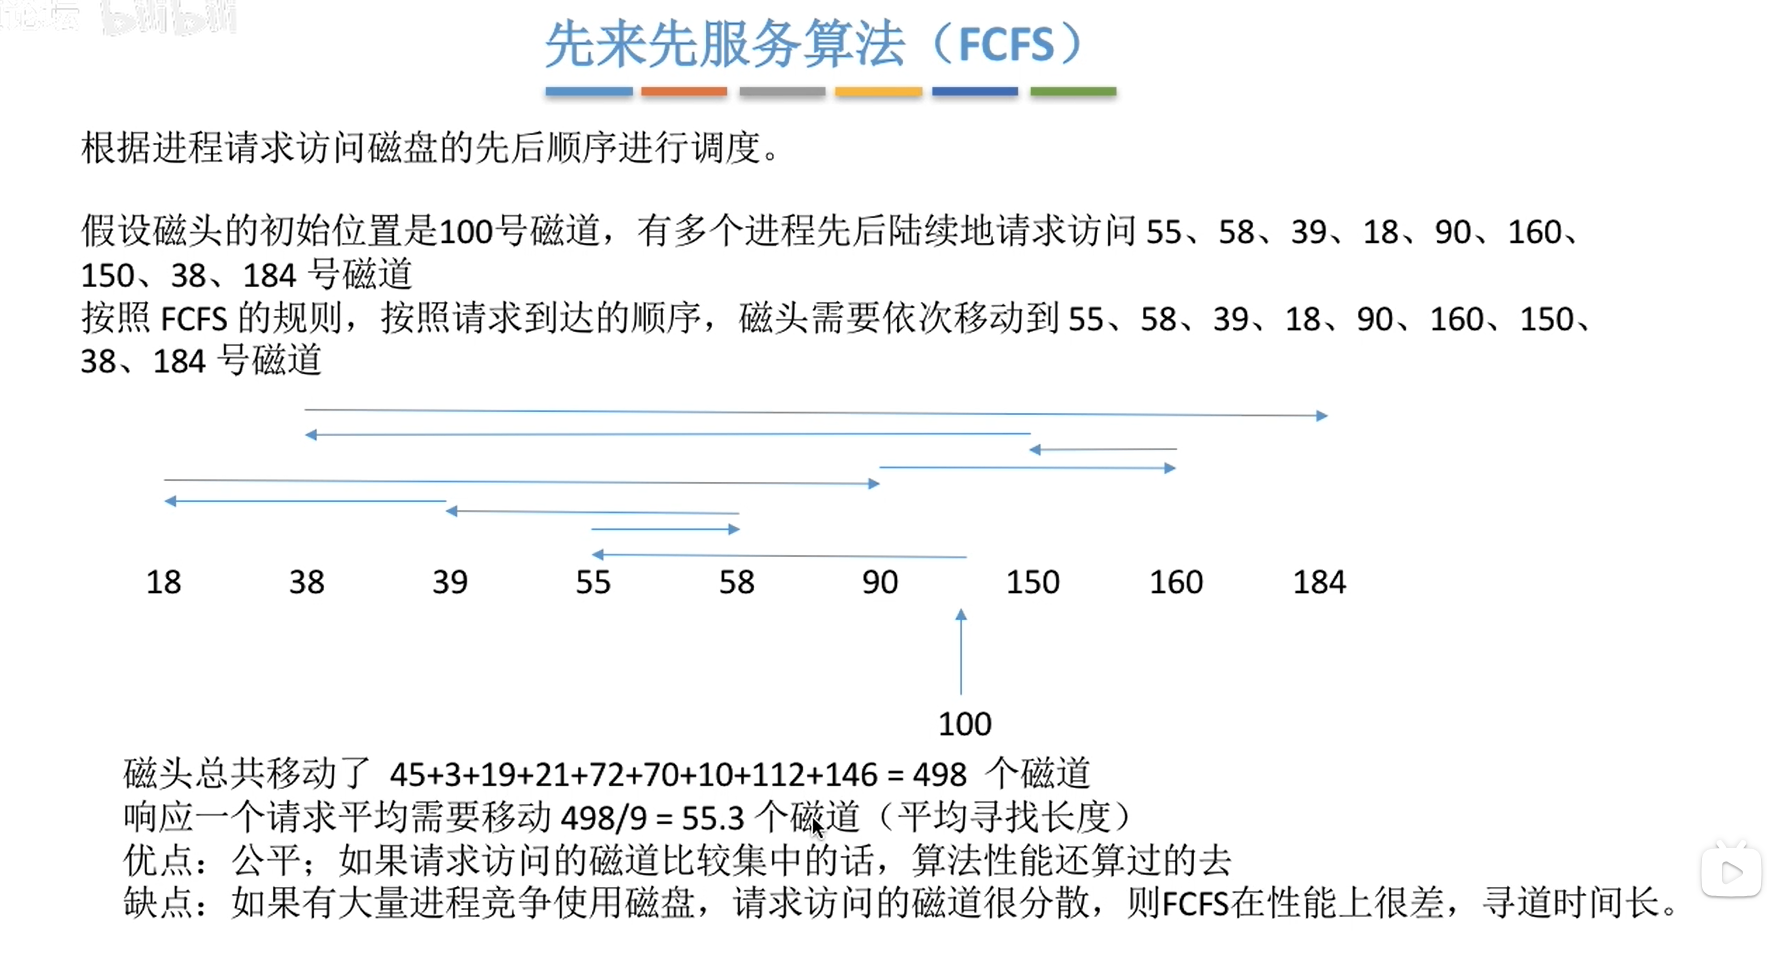 论坛 bilibili
先来先服务算法（FCFS）
根据进程请求访问磁盘的先后顺序进行调度。
假设磁头的初始位置是100号磁道，有多个进程先后陆续地请求访问 55、58、39、18、90、160、
150、38、184 号磁道
按照 FCFS 的规则，按照请求到达的顺序，磁头需要依次移动到 55、58、39、18、90、160、150、
38、184 号磁道
18 38 39 55 58 90 150 160 184
100
磁头总共移动了 45+3+19+21+72+70+10+112+146 = 498 个磁道
响应一个请求平均需要移动 498/9 = 55.3 个磁道（平均寻找长度）
优点：公平；如果请求访问的磁道比较集中的话，算法性能还算过的去
缺点：如果有大量进程竞争使用磁盘，请求访问的磁道很分散，则FCFS在性能上很差，寻道时间长。